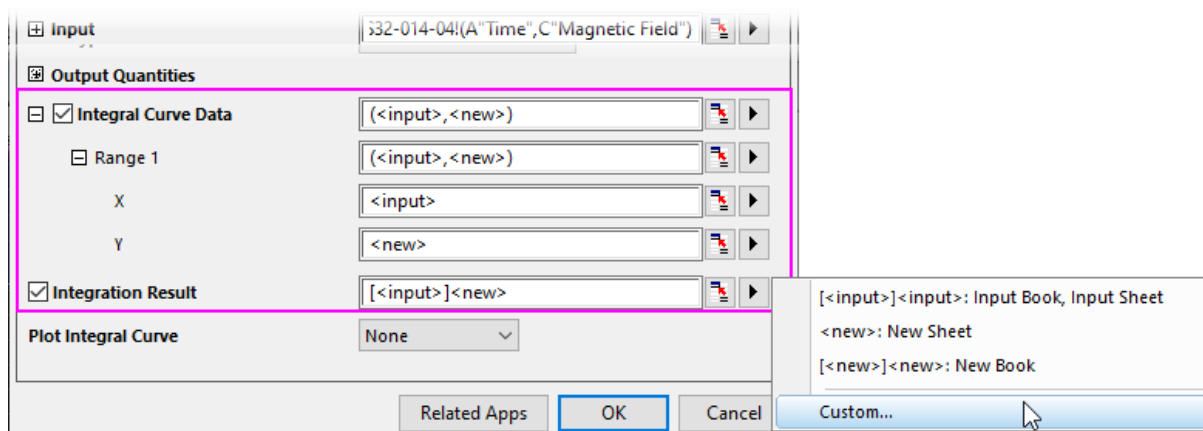 Input
532-014-04!(A"Time",C"Magnetic Field")
Output Quantities
Integral Curve Data
(<input>,<new>)
Range 1
(<input>,<new>)
X
<input>
Y
<new>
Integration Result
[<input>]<new>
Plot Integral Curve
None
Related Apps
OK
Cancel
[<input>]<input>: Input Book, Input Sheet
<new>: New Sheet
[<new>]<new>: New Book
Custom...